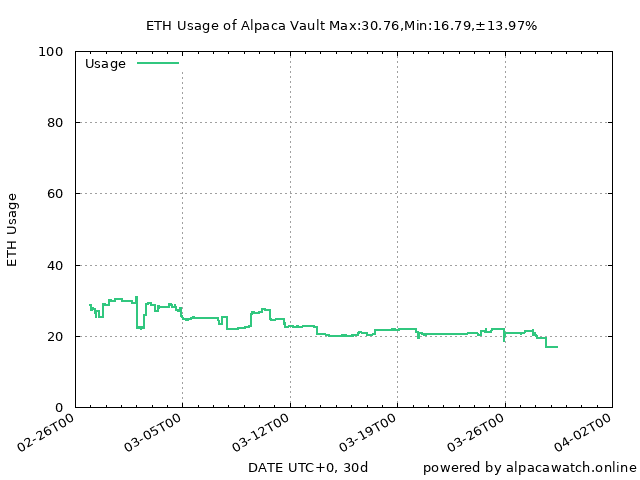 ETH Usage of Alpaca Vault Max:30.76,Min:16.79,±13.97%
100
Usage
80
60
ETH Usage
40
20
0
02-26T00
03-05T00
03-12T00
03-19T00
03-26T00
04-02T00
DATE UTC+0, 30d
powered by alpacawatch.online